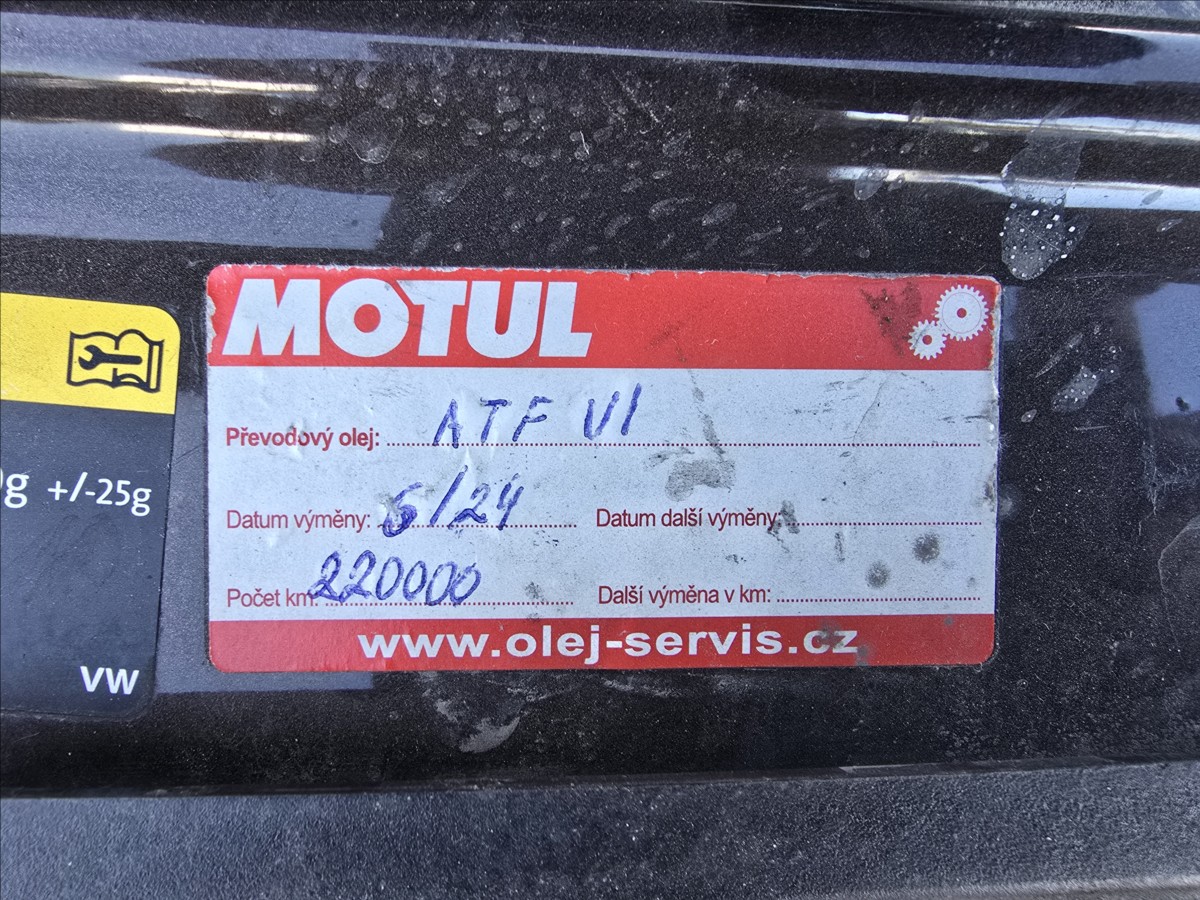 MOTUL
Převodový olej: ATF VI
g +/-25g
Datum výměny: 5/24 Datum další výměny:
Počet km: 220000 Další výměna v km:
www.olej-servis.cz
VW